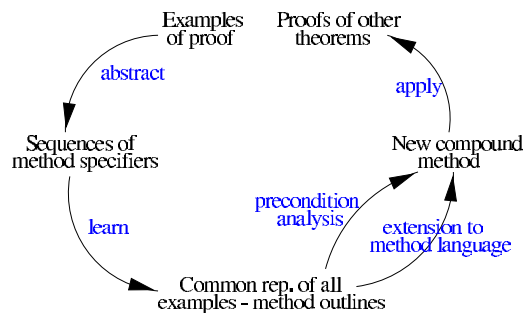 Examples
of proof
Proofs of other
theorems
abstract
apply
Sequences of
method specifiers
New compound
method
precondition
analysis
extension to
method language
learn
Common rep. of all
examples - method outlines